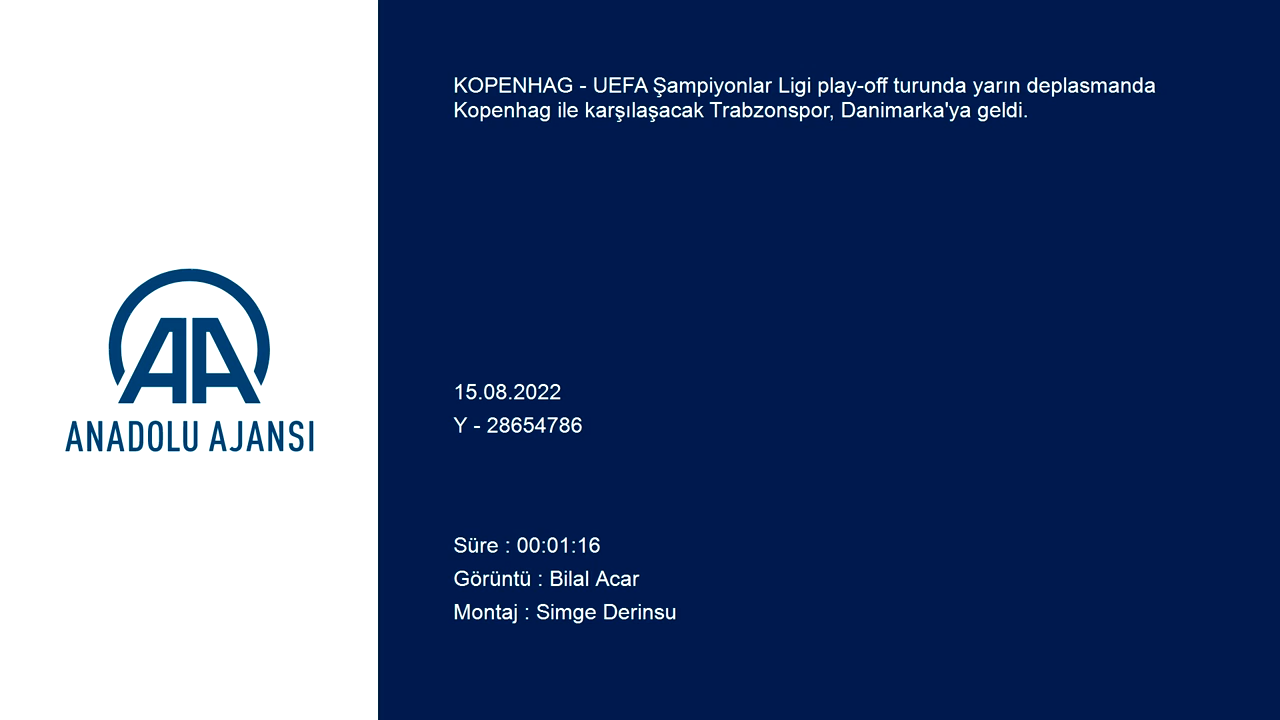 KOPENHAG - UEFA Şampiyonlar Ligi play-off turunda yarın deplasmanda
Kopenhag ile karşılaşacak Trabzonspor, Danimarka'ya geldi.
AA
ANADOLU AJANSI
15.08.2022
Y - 28654786
Süre : 00:01:16
Görüntü : Bilal Acar
Montaj : Simge Derinsu